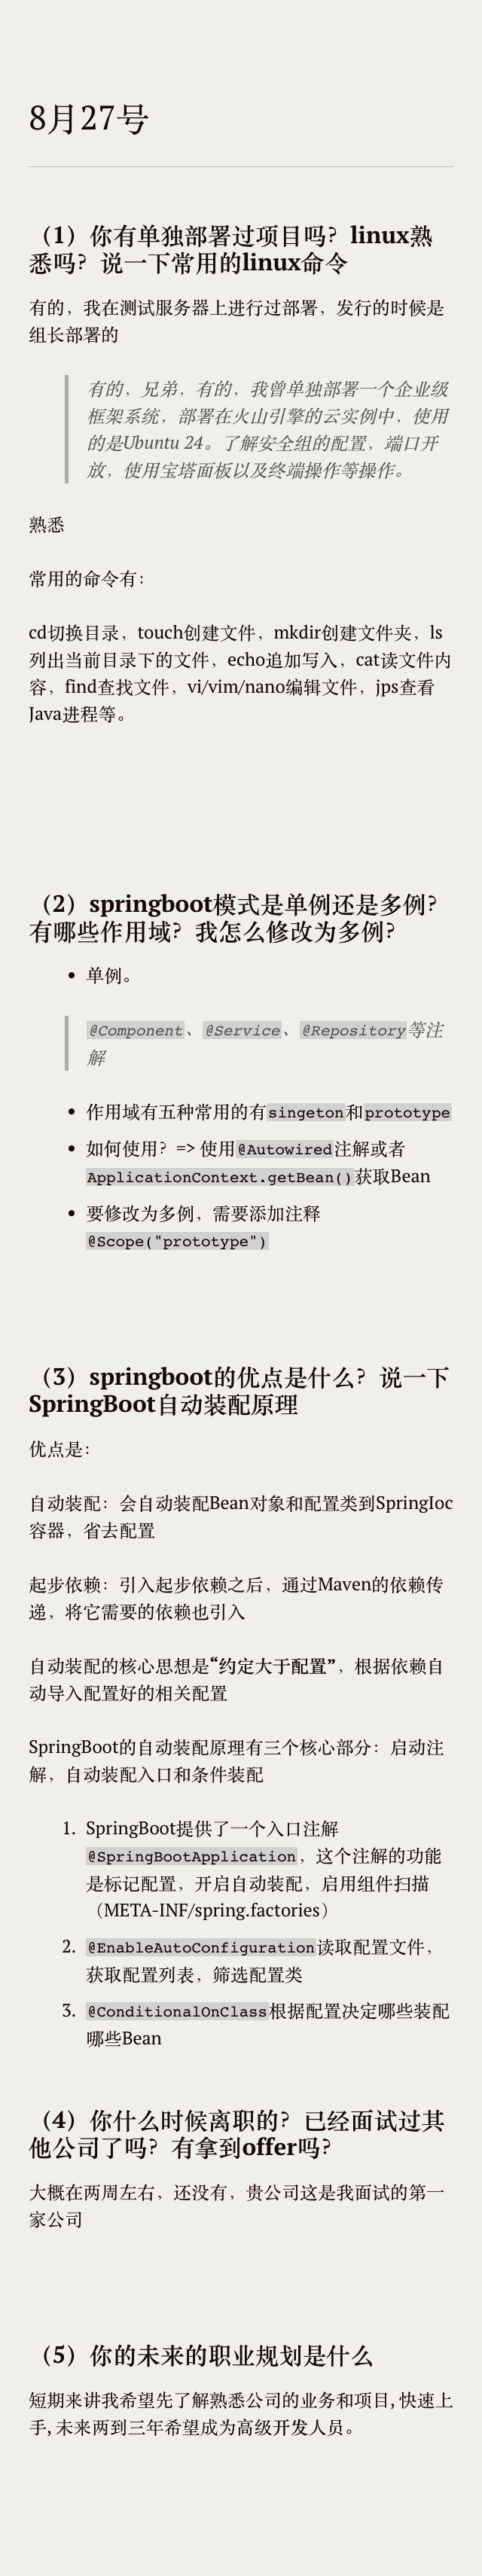 8月27号
（1）你有单独部署过项目吗？linux熟
悉吗？说一下常用的linux命令
有的，我在测试服务器上进行过部署，发行的时候是
组长部署的
有的，兄弟，有的，我曾单独部署一个企业级
框架系统，部署在火山引擎的云实例中，使用
的是Ubuntu 24。了解安全组的配置，端口开
放，使用宝塔面板以及终端操作等操作。
熟悉
常用的命令有：
cd切换目录，touch创建文件，mkdir创建文件夹，ls
列出当前目录下的文件，echo追加写入，cat读文件内
容，find查找文件，vi/vim/nano编辑文件，jps查看
Java进程等。
（2）springboot模式是单例还是多例？
有哪些作用域？我怎么修改为多例？
• 单例。
@Component、@Service、@Repository等注
解
• 作用域有五种常用的有singeton和prototype
• 如何使用？=> 使用@Autowired注解或者
ApplicationContext.getBean()获取Bean
• 要修改为多例，需要添加注释
@Scope("prototype")
（3）springboot的优点是什么？说一下
SpringBoot自动装配原理
优点是：
自动装配：会自动装配Bean对象和配置类到SpringIoc
容器，省去配置
起步依赖：引入起步依赖之后，通过Maven的依赖传
递，将它需要的依赖也引入
自动装配的核心思想是“约定大于配置”，根据依赖自
动导入配置好的相关配置
SpringBoot的自动装配原理有三个核心部分：启动注
解，自动装配入口和条件装配
1. SpringBoot提供了一个入口注解
@SpringBootApplication，这个注解的功能
是标记配置，开启自动装配，启用组件扫描
（META-INF/spring.factories）
2. @EnableAutoConfiguration读取配置文件，
获取配置列表，筛选配置类
3. @ConditionalOnClass根据配置决定哪些装配
哪些Bean
（4）你什么时候离职的？已经面试过其
他公司了吗？有拿到offer吗？
大概在两周左右，还没有，贵公司这是我面试的第一
家公司
（5）你的未来的职业规划是什么
短期来讲我希望先了解熟悉公司的业务和项目,快速上
手,未来两到三年希望成为高级开发人员。